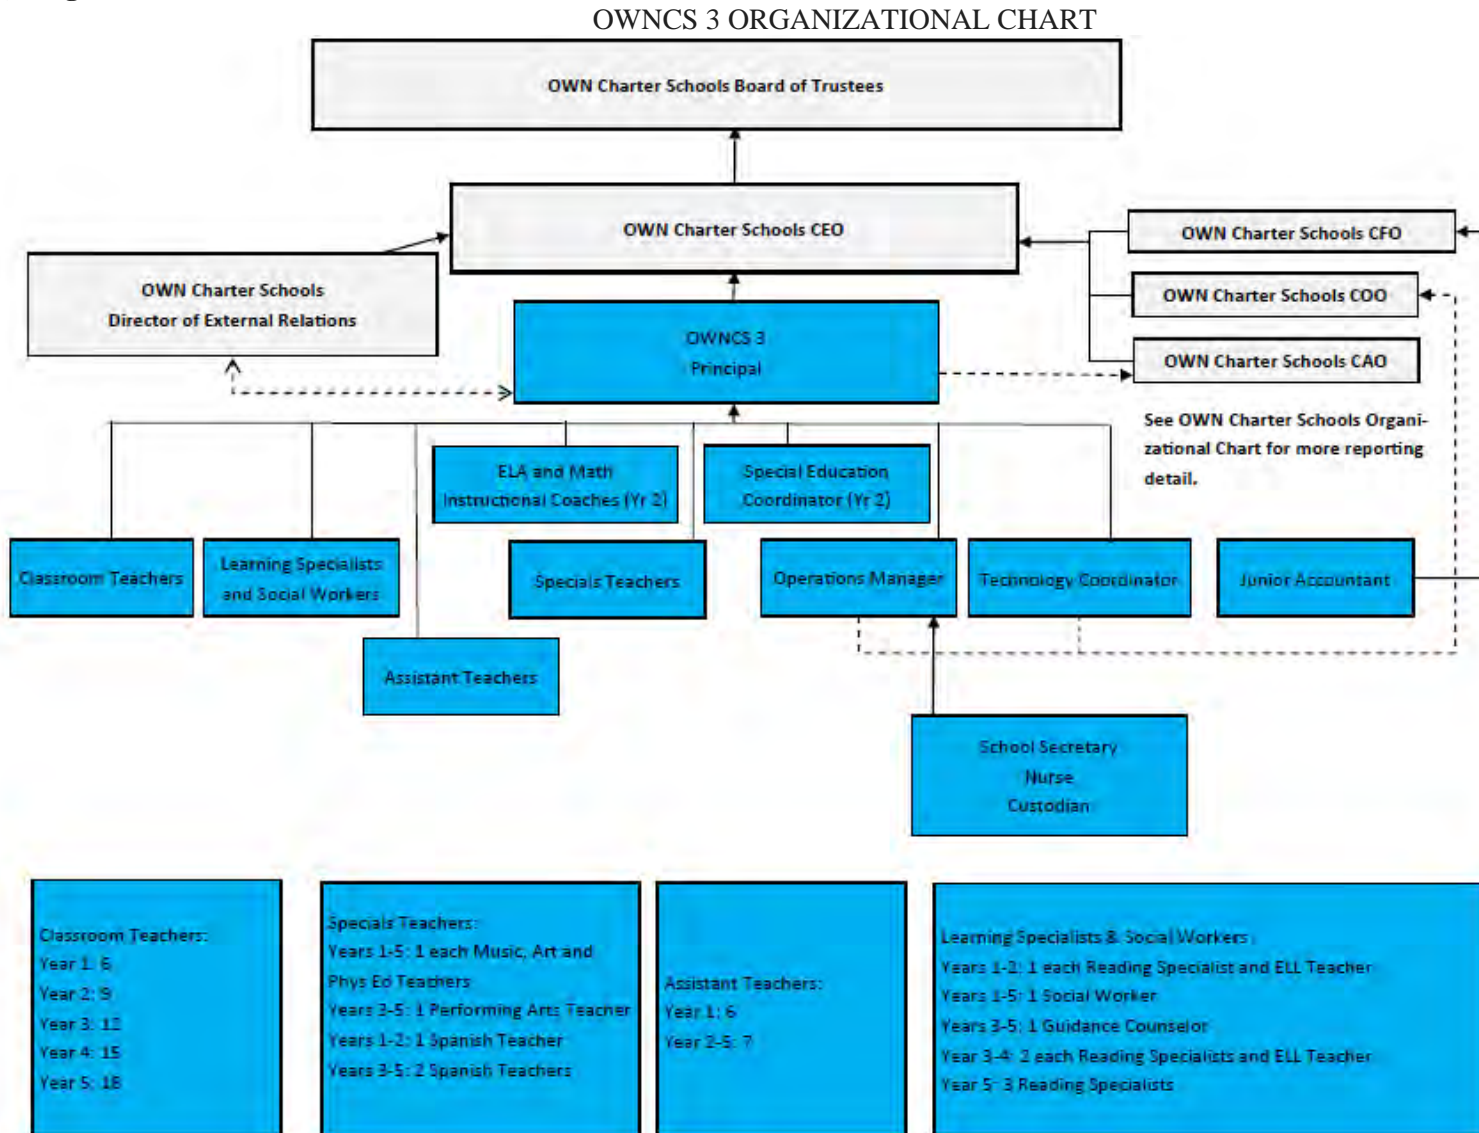 OWNCS 3 ORGANIZATIONAL CHART
OWN Charter Schools Board of Trustees
OWN Charter Schools CEO
OWN Charter Schools CFO
OWN Charter Schools
Director of External Relations
OWN Charter Schools COO
OWNCS 3
Principal
OWN Charter Schools CAO
See OWN Charter Schools Organi-
zational Chart for more reporting
detail.
ELA and Math
Instructional Coaches (Yr 2)
Special Education
Coordinator (Yr 2)
Classroom Teachers
Learning Specialists
and Social Workers
Specials Teachers
Operations Manager
Technology Coordinator
Junior Accountant
Assistant Teachers
School Secretary
Nurse
Custodian
Classroom Teachers:
Year 1: 6
Year 2: 9
Year 3: 12
Year 4: 15
Year 5: 18
Specials Teachers:
Years 1-5: 1 each Music, Art and
Phys Ed Teachers
Years 3-5: 1 Performing Arts Teacher
Years 1-2: 1 Spanish Teacher
Years 3-5: 2 Spanish Teachers
Assistant Teachers:
Year 1: 6
Year 2-5: 7
Learning Specialists & Social Workers
Years 1-2: 1 each Reading Specialist and ELL Teacher
Years 1-5: 1 Social Worker
Years 3-5: 1 Guidance Counselor
Year 3-4: 2 each Reading Specialists and ELL Teacher
Year 5: 3 Reading Specialists